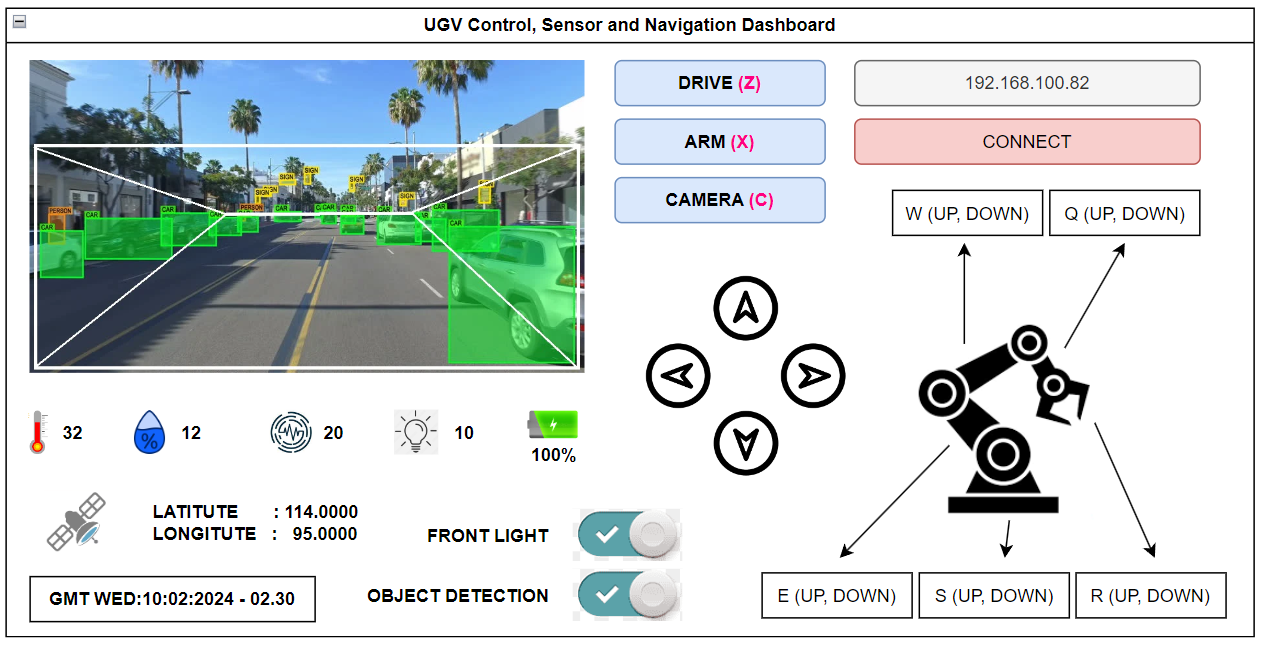 UGV Control, Sensor and Navigation Dashboard
DRIVE (Z)
192.168.100.82
ARM (X)
CONNECT
CAMERA (C)
W (UP, DOWN)
Q (UP, DOWN)
SIGN
SIGN
SIGN
SIGN
SIGN
SIGN
PERSON
PERSON
CAR
CAR
CAR
CAR
CAR
CAR
CAR
CAR
CAR
32
12
20
10
100%
LATITUTE : 114.0000
LONGITUTE : 95.0000
FRONT LIGHT
GMT WED:10:02:2024 - 02.30
OBJECT DETECTION
E (UP, DOWN)
S (UP, DOWN)
R (UP, DOWN)
%